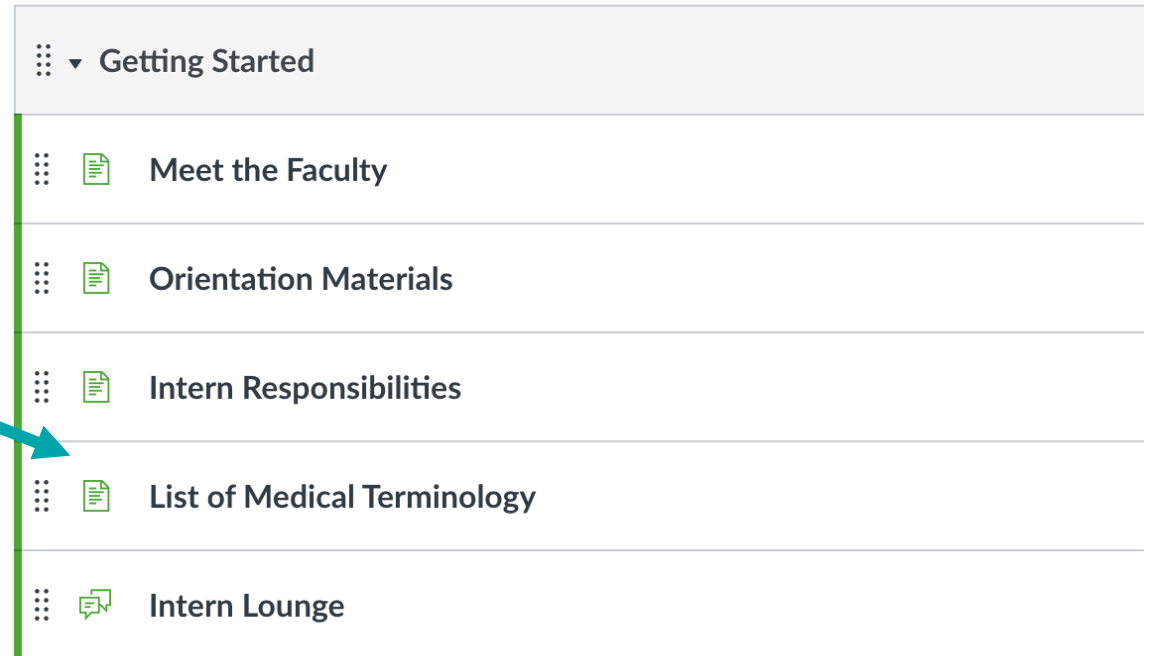 Getting Started
Meet the Faculty
Orientation Materials
Intern Responsibilities
List of Medical Terminology
Intern Lounge